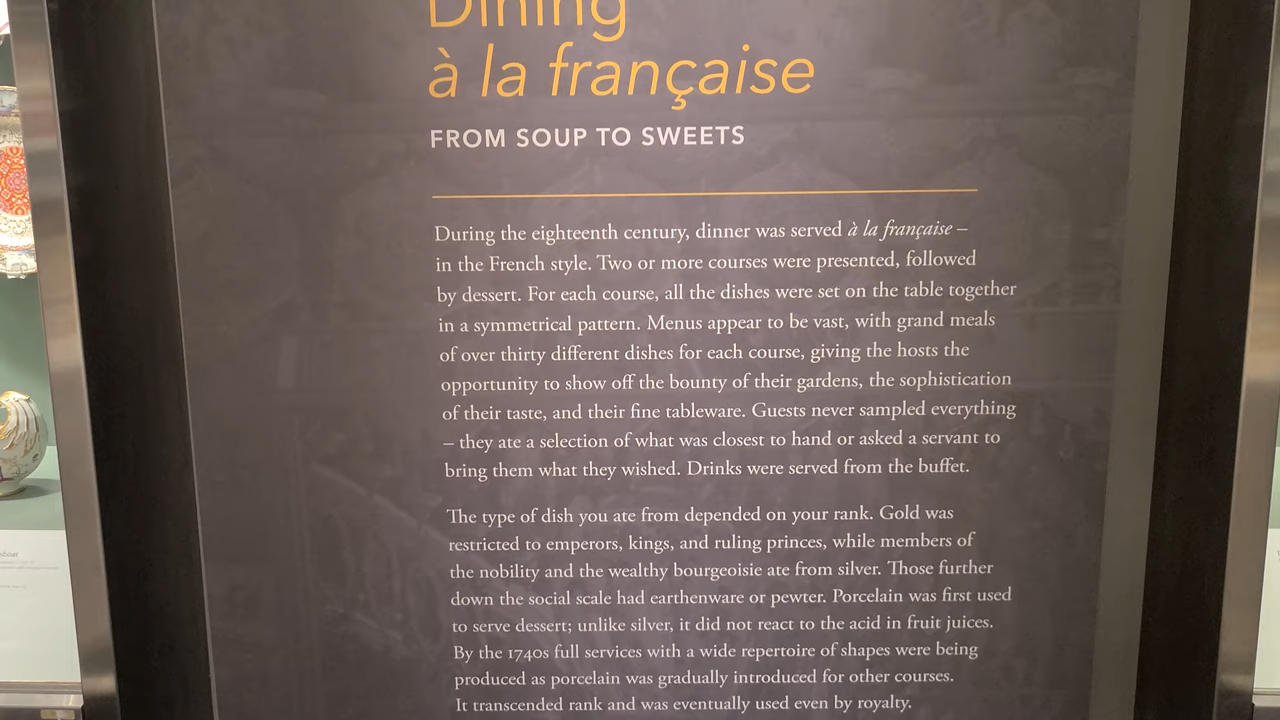 Dining
à la française
FROM SOUP TO SWEETS
During the eighteenth century, dinner was served à la française –
in the French style. Two or more courses were presented, followed
by dessert. For each course, all the dishes were set on the table together
in a symmetrical pattern. Menus appear to be vast, with grand meals
of over thirty different dishes for each course, giving the hosts the
opportunity to show off the bounty of their gardens, the sophistication
of their taste, and their fine tableware. Guests never sampled everything
– they ate a selection of what was closest to hand or asked a servant to
bring them what they wished. Drinks were served from the buffet.
The type of dish you ate from depended on your rank. Gold was
restricted to emperors, kings, and ruling princes, while members of
the nobility and the wealthy bourgeoisie ate from silver. Those further
down the social scale had earthenware or pewter. Porcelain was first used
to serve dessert; unlike silver, it did not react to the acid in fruit juices.
By the 1740s full services with a wide repertoire of shapes were being
produced as porcelain was gradually introduced for other courses.
It transcended rank and was eventually used even by royalty.